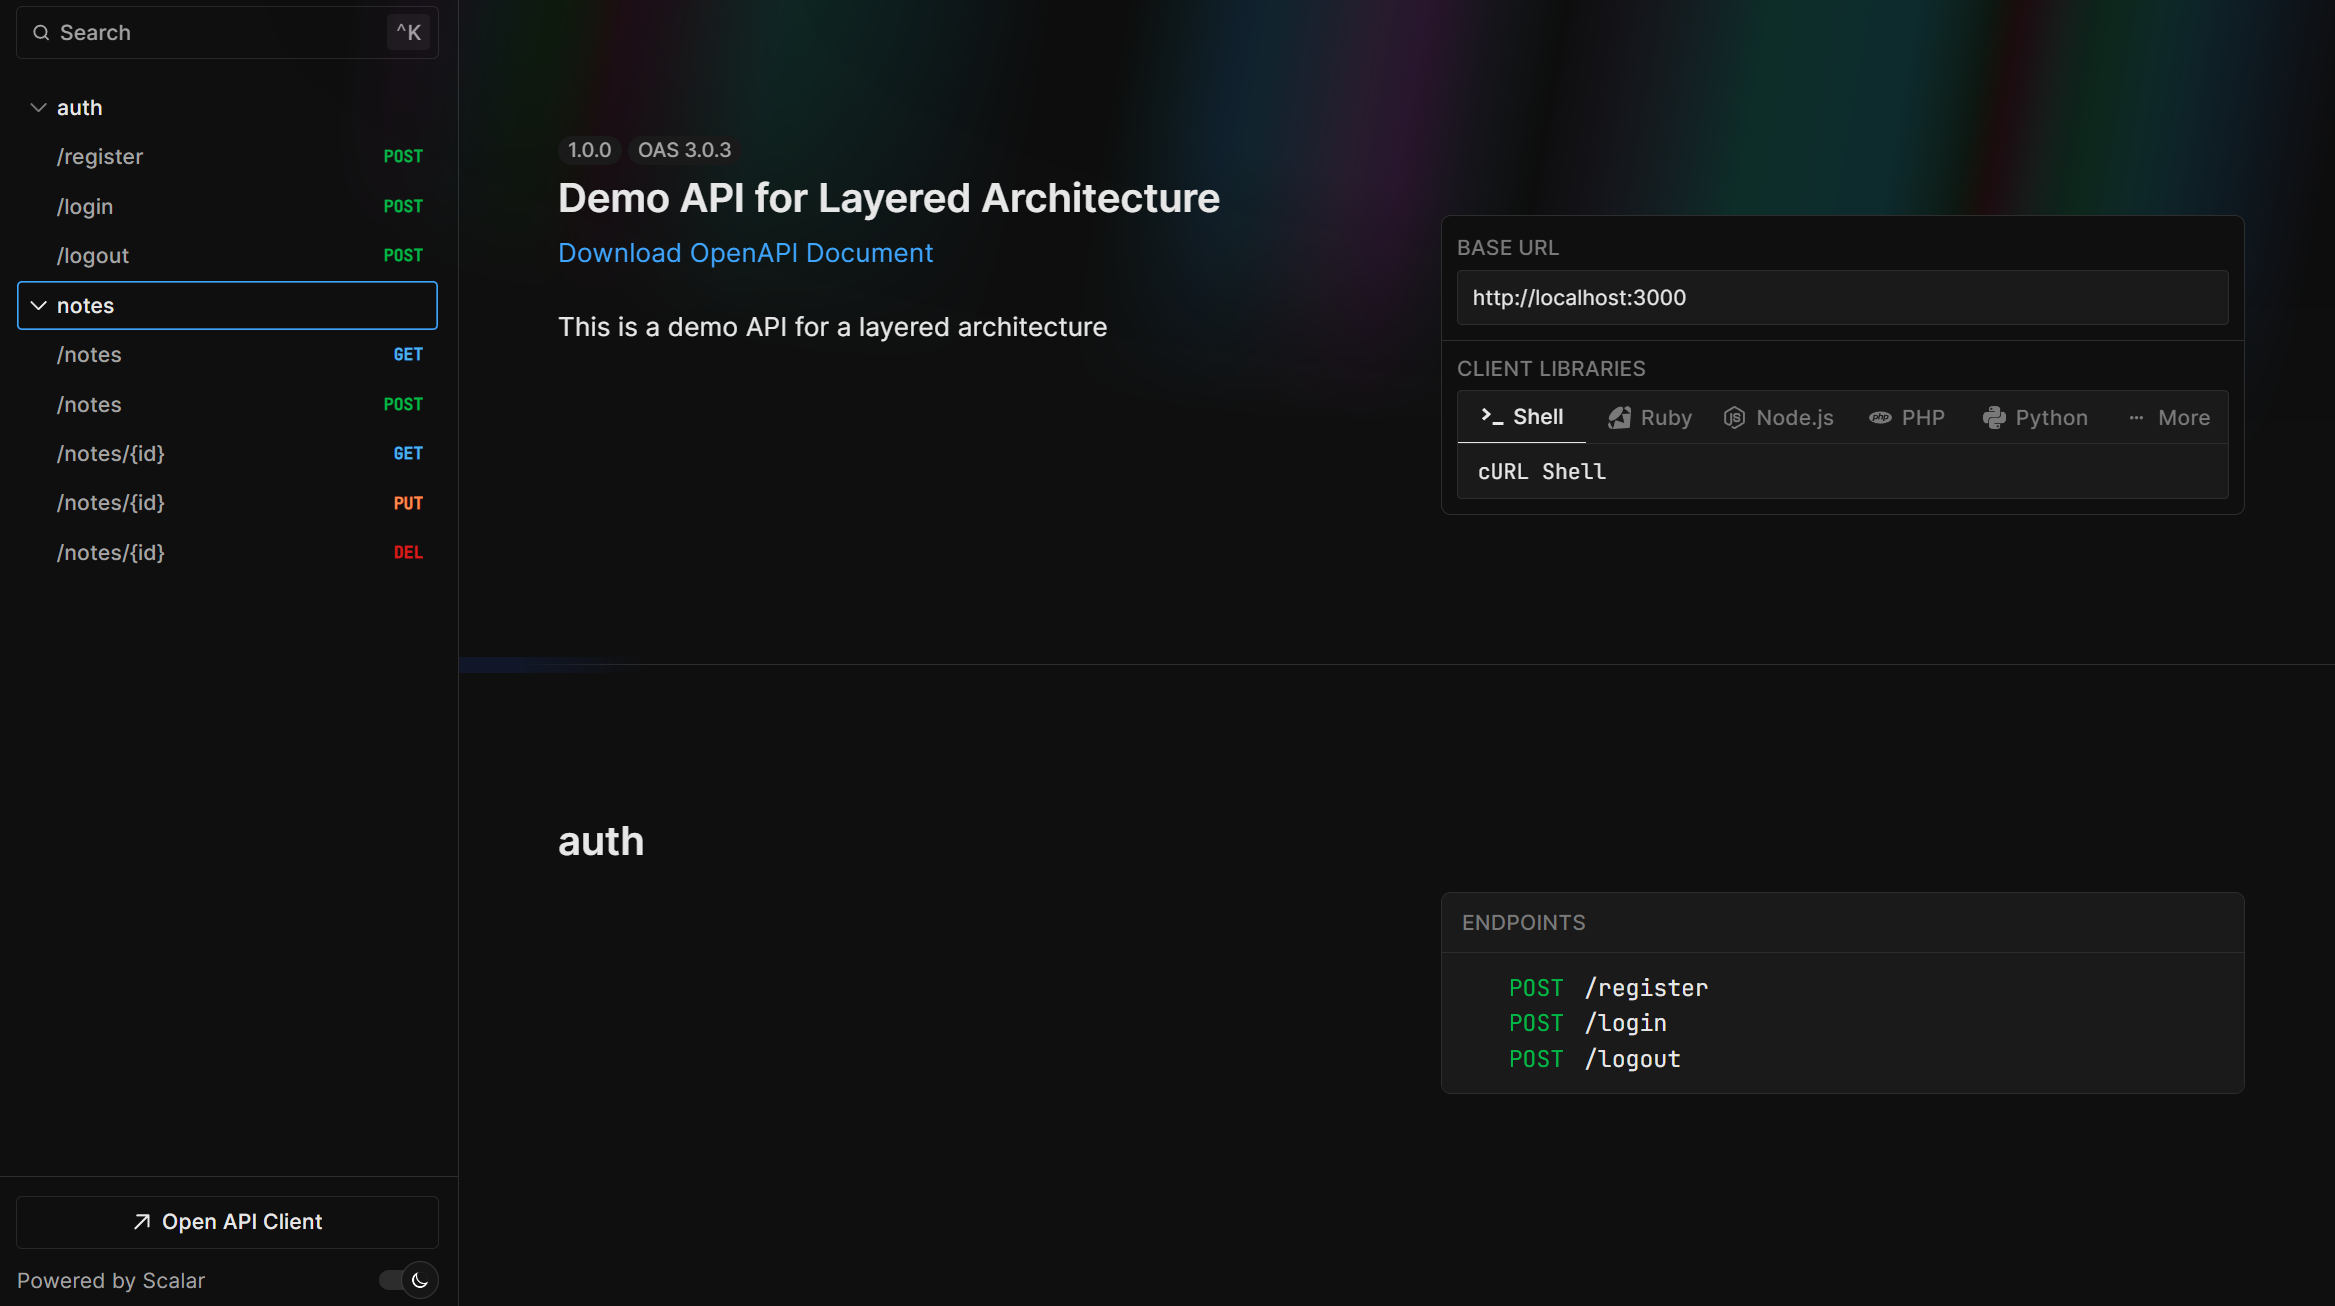 Search ^K
auth
/register POST
/login POST
/logout POST
notes
/notes GET
/notes POST
/notes/{id} GET
/notes/{id} PUT
/notes/{id} DEL
Open API Client
Powered by Scalar
1.0.0 OAS 3.0.3
Demo API for Layered Architecture
Download OpenAPI Document
This is a demo API for a layered architecture
BASE URL
http://localhost:3000
CLIENT LIBRARIES
Shell Ruby Node.js PHP Python More
cURL Shell
auth
ENDPOINTS
POST /register
POST /login
POST /logout